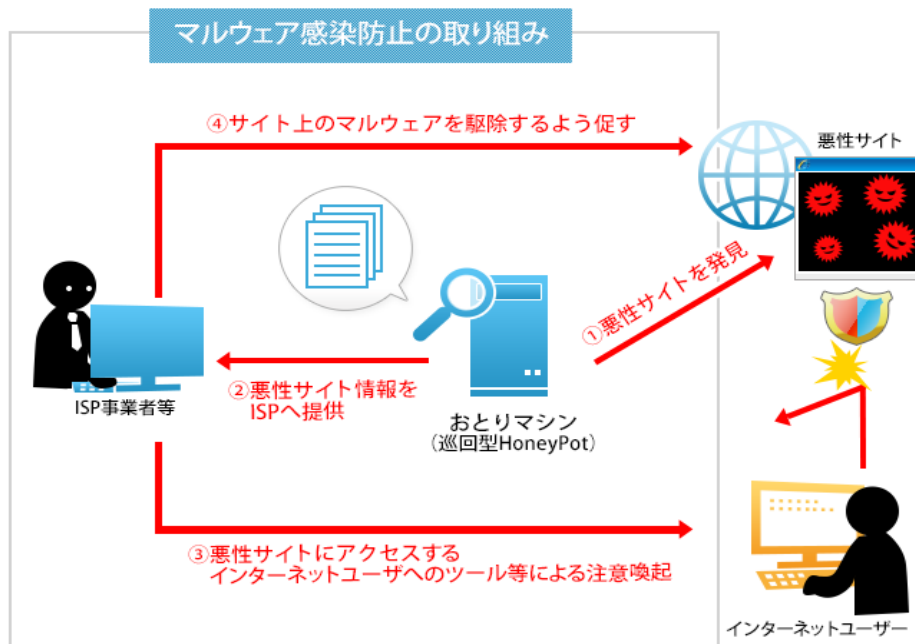 マルウェア感染防止の取り組み
④サイト上のマルウェアを駆除するよう促す
悪性サイト
①悪性サイトを発見
ISP事業者等
②悪性サイト情報を
ISPへ提供
おとりマシン
（巡回型HoneyPot）
③悪性サイトにアクセスする
インターネットユーザへのツール等による注意喚起
インターネットユーザー